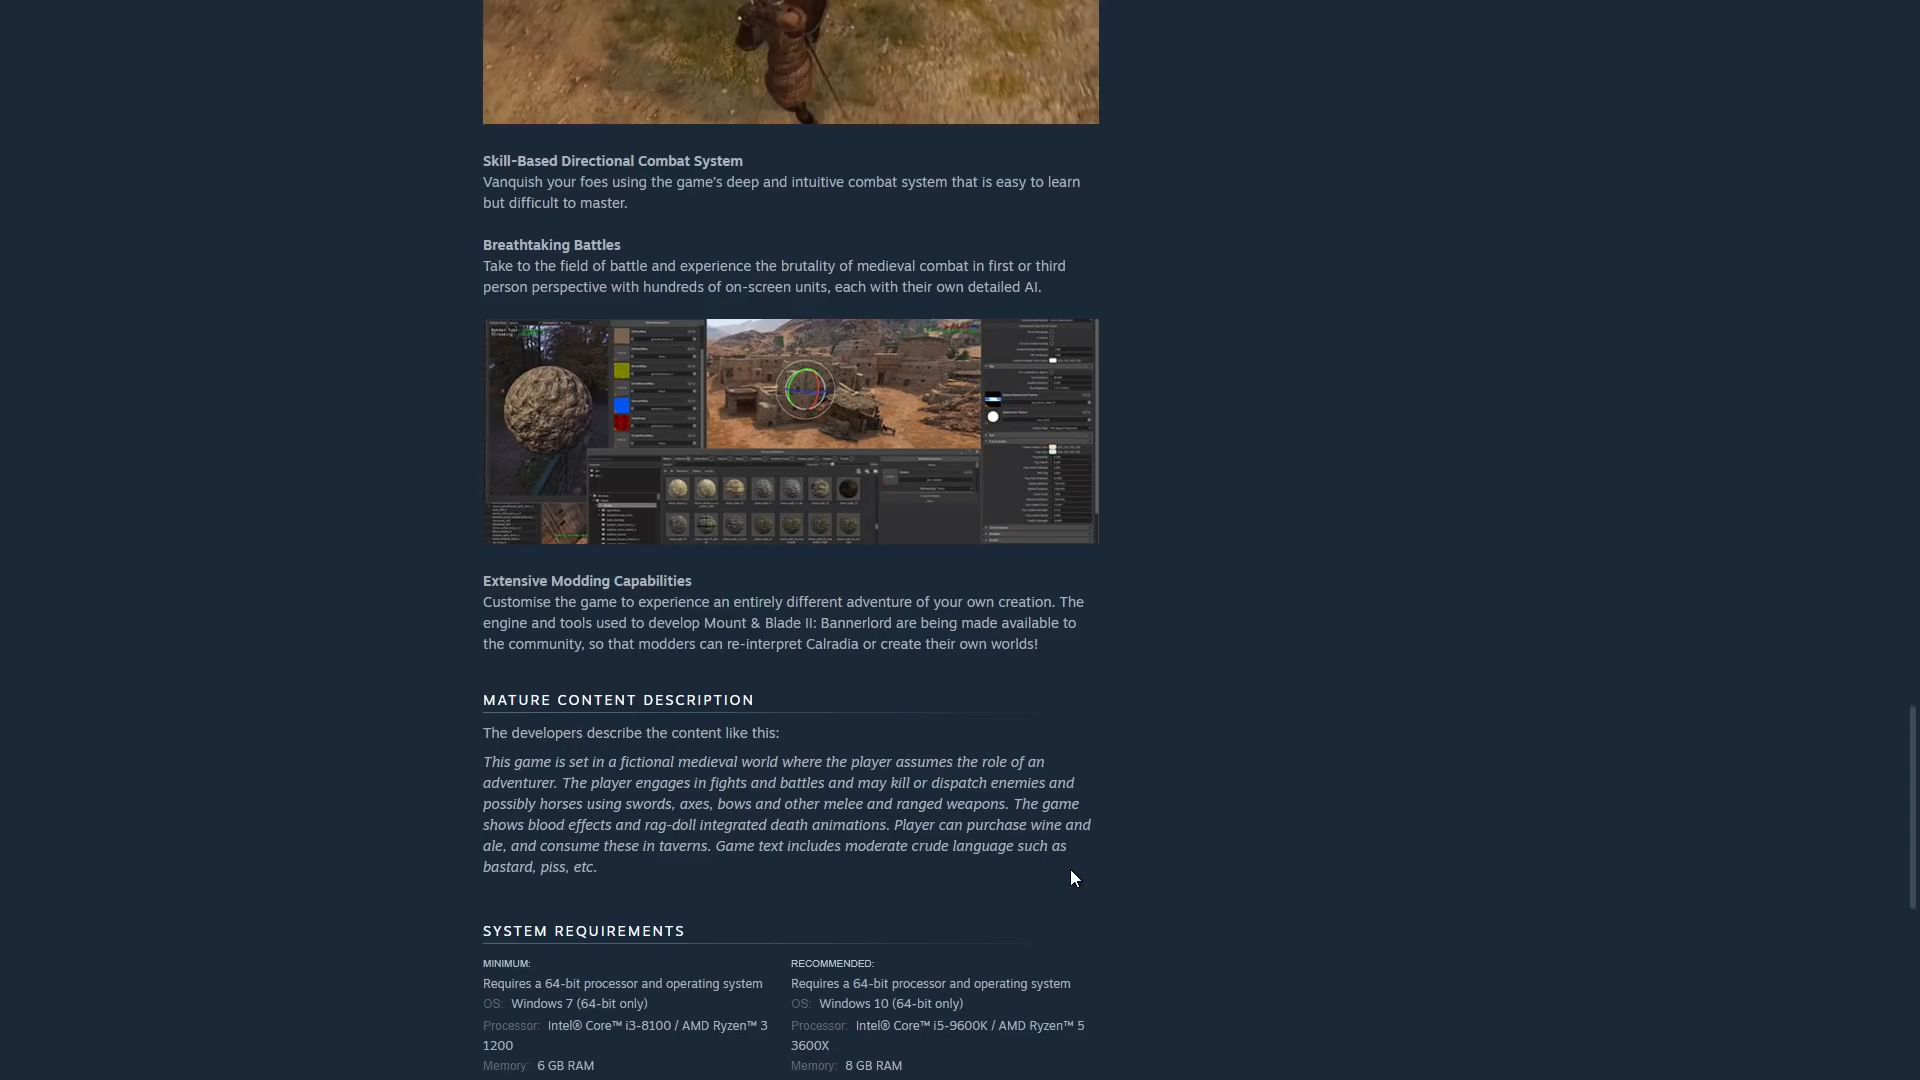 Skill-Based Directional Combat System
Vanquish your foes using the game's deep and intuitive combat system that is easy to learn
but difficult to master.
Breathtaking Battles
Take to the field of battle and experience the brutality of medieval combat in first or third
person perspective with hundreds of on-screen units, each with their own detailed AI.
Extensive Modding Capabilities
Customise the game to experience an entirely different adventure of your own creation. The
engine and tools used to develop Mount & Blade II: Bannerlord are being made available to
the community, so that modders can re-interpret Calradia or create their own worlds!
MATURE CONTENT DESCRIPTION
The developers describe the content like this:
This game is set in a fictional medieval world where the player assumes the role of an
adventurer. The player engages in fights and battles and may kill or dispatch enemies and
possibly horses using swords, axes, bows and other melee and ranged weapons. The game
shows blood effects and rag-doll integrated death animations. Player can purchase wine and
ale, and consume these in taverns. Game text includes moderate crude language such as
bastard, piss, etc.
SYSTEM REQUIREMENTS
MINIMUM:
Requires a 64-bit processor and operating system
OS: Windows 7 (64-bit only)
Processor: Intel® Core™ i3-8100 / AMD Ryzen™ 3
1200
Memory: 6 GB RAM
RECOMMENDED:
Requires a 64-bit processor and operating system
OS: Windows 10 (64-bit only)
Processor: Intel® Core™ i5-9600K / AMD Ryzen™ 5
3600X
Memory: 8 GB RAM